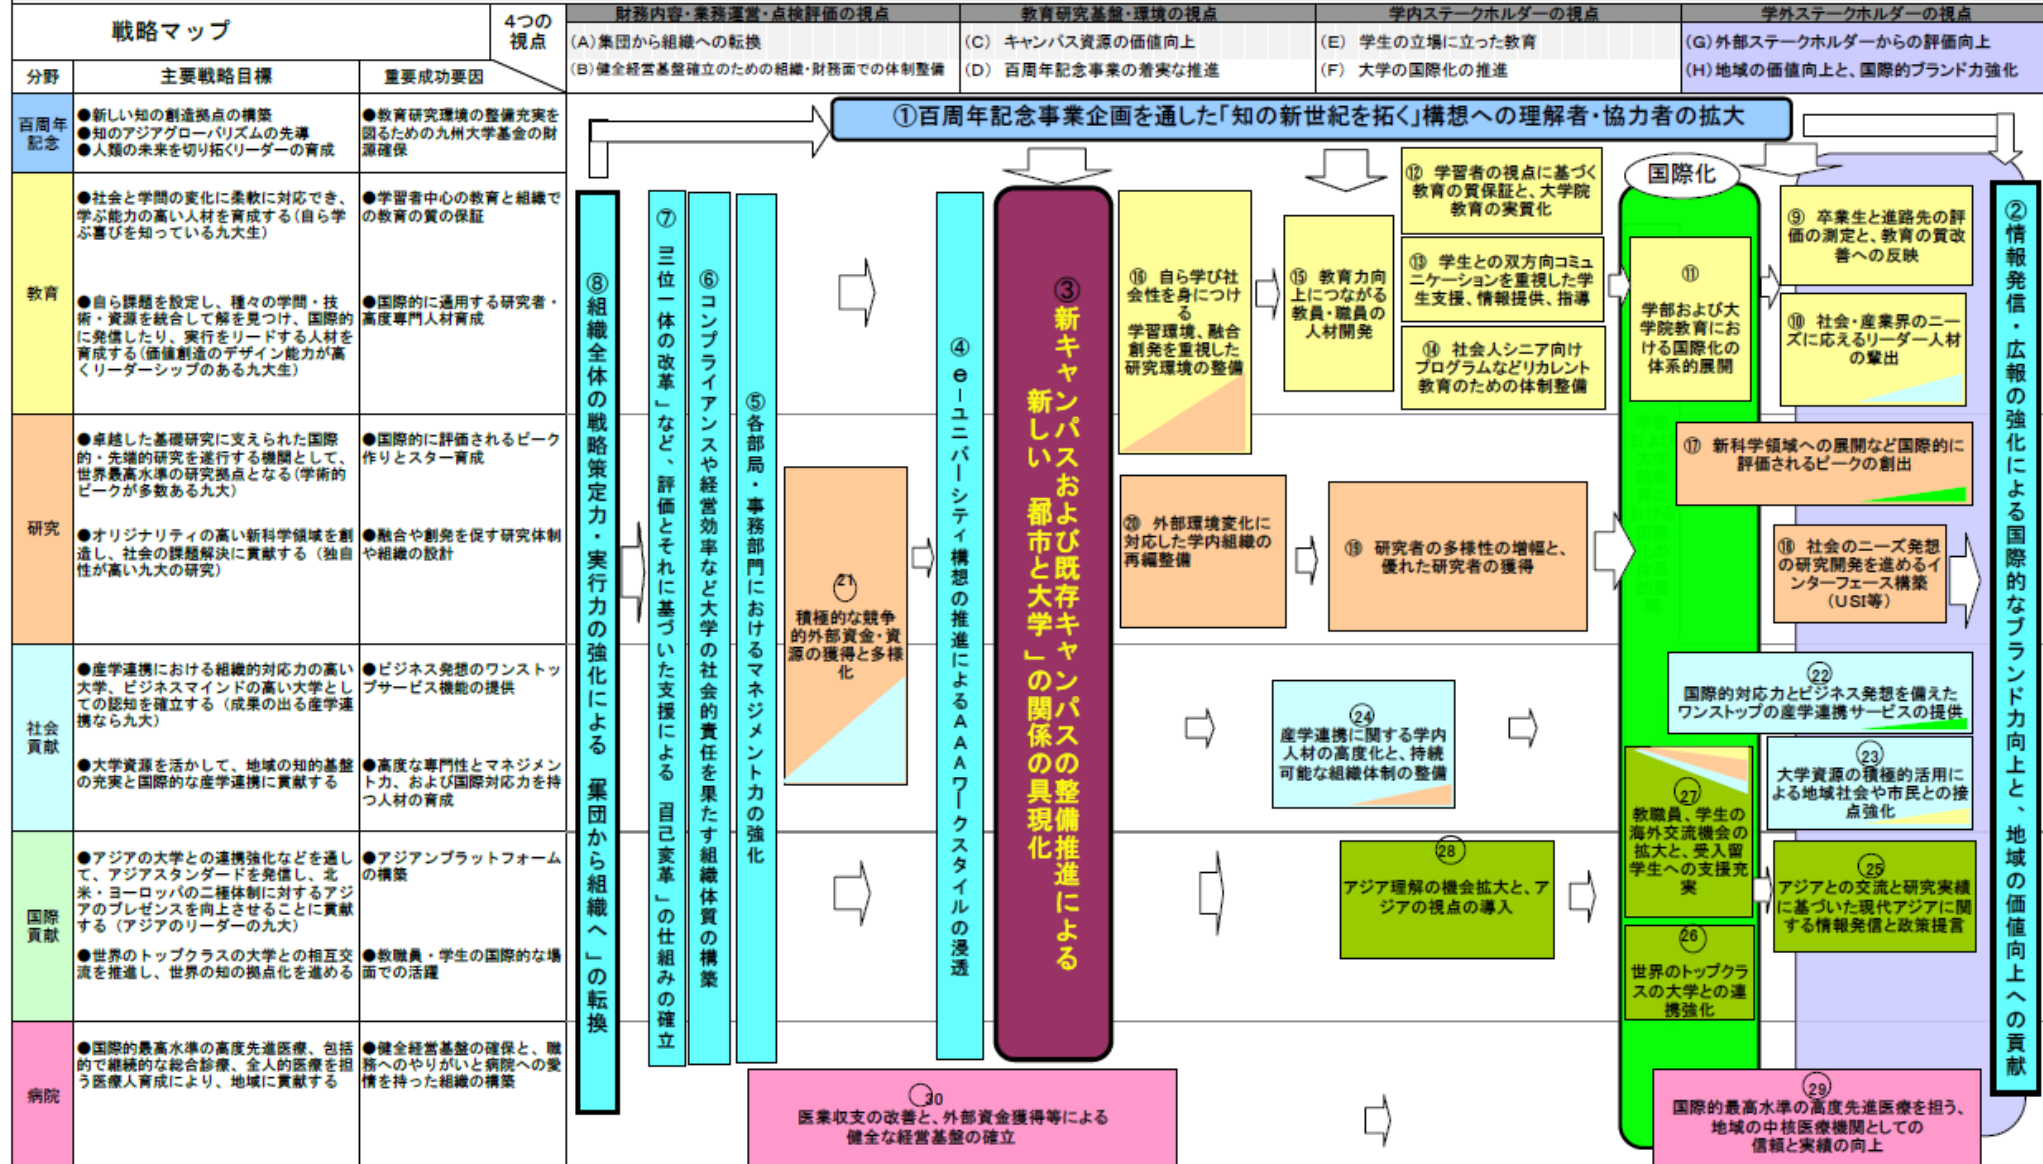 戦略マップ
4つの
視点
分野
主要戦略目標
重要成功要因
財務内容・業務運営・点検評価の視点
(A)集団から組織への転換
(B)健全経営基盤確立のための組織・財務面での体制整備
教育研究基盤・環境の視点
(C) キャンパス資源の価値向上
(D) 百周年記念事業の着実な推進
学内ステークホルダーの視点
(E) 学生の立場に立った教育
(F) 大学の国際化の推進
学外ステークホルダーの視点
(G)外部ステークホルダーからの評価向上
(H)地域の価値向上と、国際的ブランド力強化
百周年
記念
●新しい知の創造拠点の構築
●知のアジアグローバリズムの先導
●人類の未来を切り拓くリーダーの育成
●教育研究環境の整備充実を
図るための九州大学基金の財
源確保
教育
●社会と学問の変化に柔軟に対応でき、
学ぶ能力の高い人材を育成する(自ら学
ぶ喜びを知っている九大生)
●学習者中心の教育と組織で
の教育の質の保証
●自ら課題を設定し、種々の学問・技
術・資源を統合して解を見つけ、国際的
に発信したり、実行をリードする人材を
育成する(価値創造のデザイン能力が高
くリーダーシップのある九大生)
●国際的に通用する研究者・
高度専門人材育成
研究
●卓越した基礎研究に支えられた国際
的・先端的研究を遂行する機関として、
世界最高水準の研究拠点となる(学術的
ピークが多数ある九大)
●国際的に評価されるピーク
作りとスター育成
●オリジナリティの高い新科学領域を創
造し、社会の課題解決に貢献する(独自
性が高い九大の研究)
●融合や創発を促す研究体制
や組織の設計
社会
貢献
●産学連携における組織的対応力の高い
大学、ビジネスマインドの高い大学とし
ての認知を確立する(成果の出る産学連
携なら九大)
●ビジネス発想のワンストッ
プサービス機能の提供
●大学資源を活かして、地域の知的基盤
の充実と国際的な産学連携に貢献する
●高度な専門性とマネジメン
ト力、および国際対応力を持
つ人材の育成
国際
貢献
●アジアの大学との連携強化などを通し
て、アジアスタンダードを発信し、北
米・ヨーロッパの二極体制に対するアジ
アのプレゼンスを向上させることに貢献
する(アジアのリーダーの九大)
●アジアンプラットフォーム
の構築
●世界のトップクラスの大学との相互交
流を推進し、世界の知の拠点化を進める
●教職員・学生の国際的な場
面での活躍
病院
●国際的最高水準の高度先進医療、包括
的で継続的な総合診療、全人的医療を担
う医療人育成により、地域に貢献する
●健全経営基盤の確保と、職
務へのやりがいと病院への愛
情を持った組織の構築
①百周年記念事業企画を通した「知の新世紀を拓く」構想への理解者・協力者の拡大
⑧組織全体の戦略策定力・実行力の強化による「集団から組織へ」の転換
⑦「三位一体の改革」など、評価とそれに基づいた支援による「自己変革」の仕組みの確立
⑥コンプライアンスや経営効率など大学の社会的責任を果たす組織体質の構築
⑤各部局・事務部門におけるマネジメント力の強化
21
積極的な競争
的外部資金・資
源の獲得と多様
化
④e-ユニバーシティ構想の推進によるAAAワークスタイルの浸透
③新キャンパスおよび既存キャンパスの整備推進による
新しい「都市と大学」の関係の具現化
⑯ 自ら学び社
会性を身につけ
る
学習環境、融合
創発を重視した
研究環境の整備
⑮ 教育力向
上につながる
教員・職員の
人材開発
⑫ 学習者の視点に基づく
教育の質保証と、大学院
教育の実質化
⑬ 学生との双方向コミュ
ニケーションを重視した学
生支援、情報提供、指導
⑭ 社会人シニア向け
プログラムなどリカレント
教育のための体制整備
国際化
⑪
学部および大
学院教育にお
ける国際化の
体系的展開
⑨ 卒業生と進路先の評
価の測定と、教育の質改
善への反映
⑩ 社会・産業界のニー
ズに応えるリーダー人材
の輩出
⑰ 新科学領域への展開など国際的に
評価されるピークの創出
⑳ 外部環境変化に
対応した学内組織の
再編整備
⑲ 研究者の多様性の増幅と、
優れた研究者の獲得
⑱ 社会のニーズ発想
の研究開発を進めるイ
ンターフェース構築
(USI等)
22
国際的対応力とビジネス発想を備えた
ワンストップの産学連携サービスの提供
24
産学連携に関する学内
人材の高度化と、持続
可能な組織体制の整備
23
大学資源の積極的活用に
よる地域社会や市民との接
点強化
27
教職員、学生の
海外交流機会の
拡大と、受入留
学生への支援充
実
28
アジア理解の機会拡大と、ア
ジアの視点の導入
25
アジアとの交流と研究実績
に基づいた現代アジアに関
する情報発信と政策提言
26
世界のトップクラ
スの大学との連
携強化
30
医業収支の改善と、外部資金獲得等による
健全な経営基盤の確立
29
国際的最高水準の高度先進医療を担う、
地域の中核医療機関としての
信頼と実績の向上
②情報発信・広報の強化による国際的なブランド力向上と、地域の価値向上への貢献